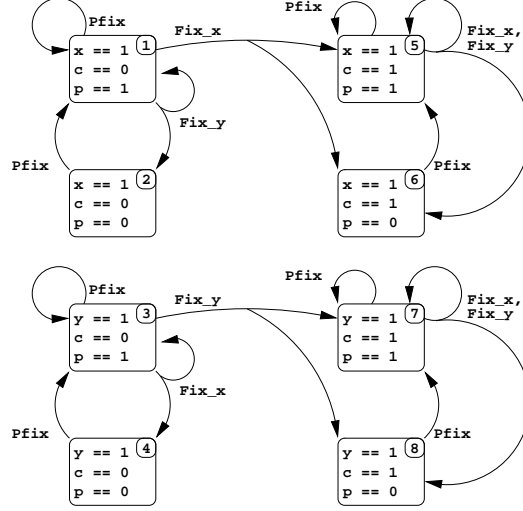 Pfix
Fix_x
Pfix
Fix_x,
Fix_y
1
x == 1
c == 0
p == 1
5
x == 1
c == 1
p == 1
Fix_y
Pfix
Pfix
2
x == 1
c == 0
p == 0
6
x == 1
c == 1
p == 0
Pfix
Fix_y
Pfix
Fix_x,
Fix_y
3
y == 1
c == 0
p == 1
7
y == 1
c == 1
p == 1
Fix_x
Pfix
Pfix
4
y == 1
c == 0
p == 0
8
y == 1
c == 1
p == 0